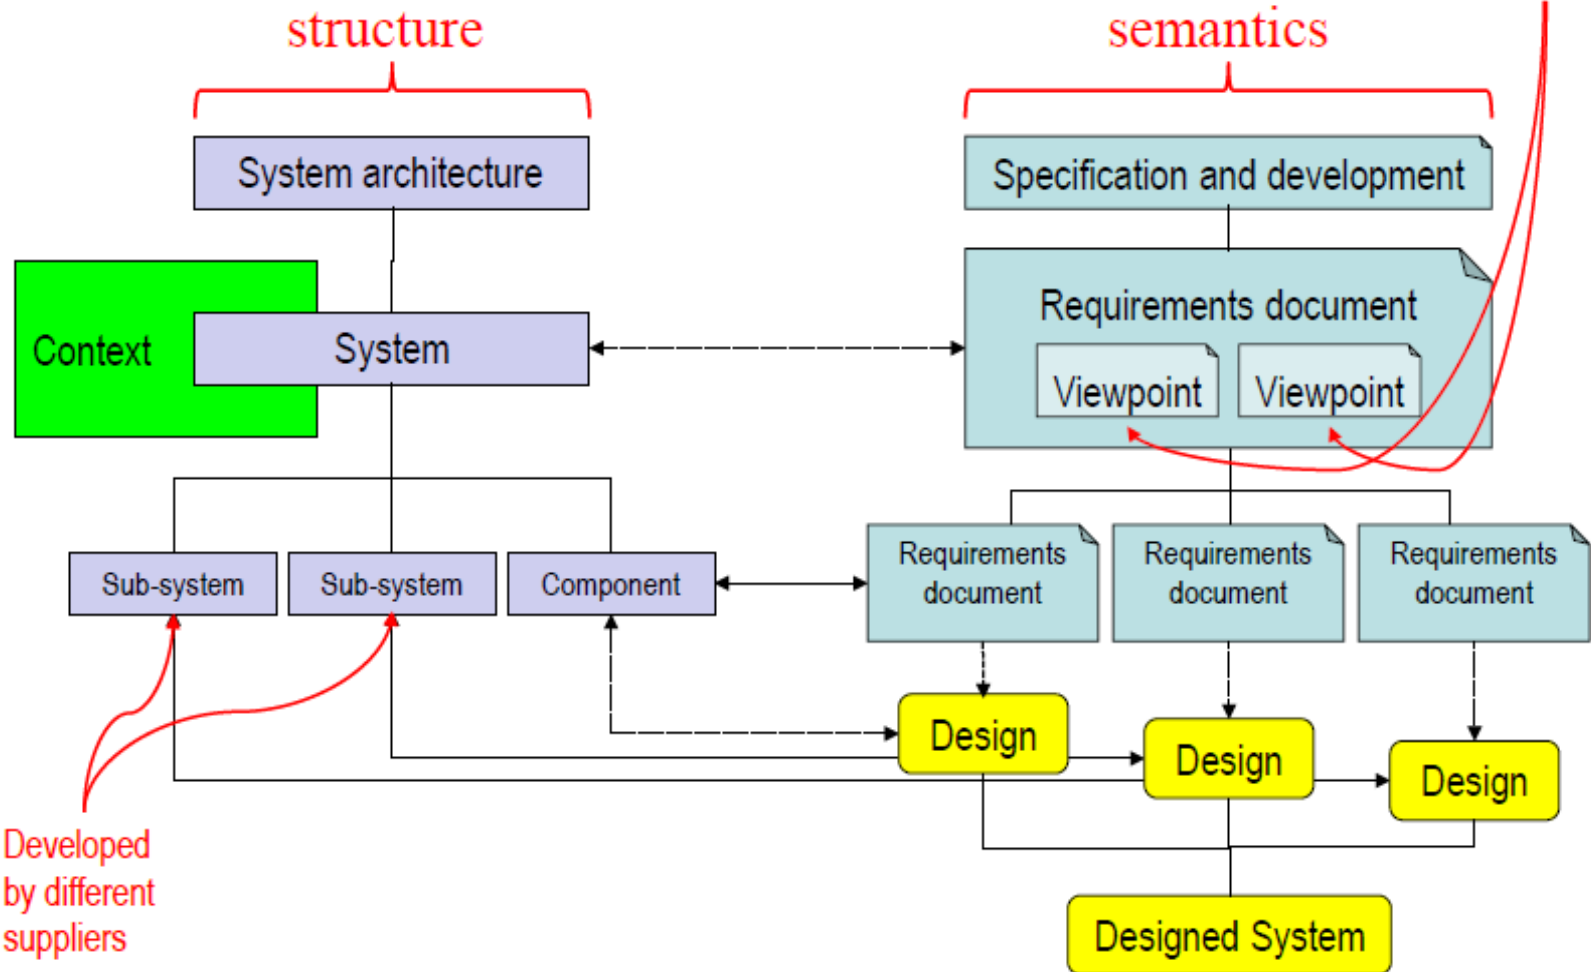 structure
semantics
System architecture
Specification and development
Context
System
Requirements document
Viewpoint
Viewpoint
Sub-system
Sub-system
Component
Requirements
document
Requirements
document
Requirements
document
Design
Design
Design
Developed
by different
suppliers
Designed System